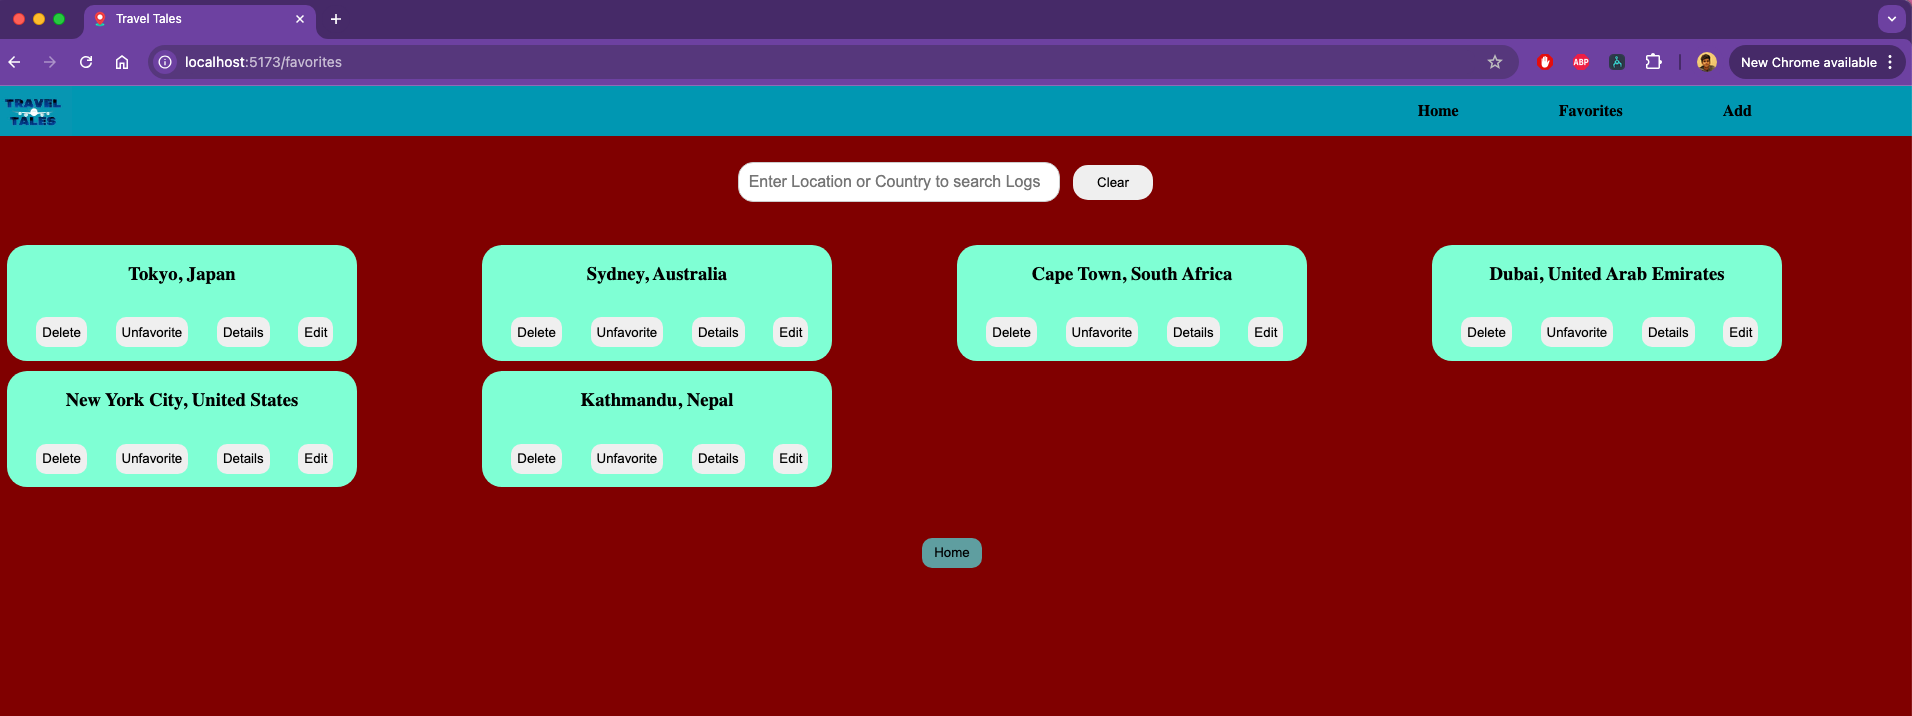 Travel Tales
localhost:5173/favorites
ABP
New Chrome available
TRAVEL
TALES
Home Favorites Add
Enter Location or Country to search Logs Clear
Tokyo, Japan
Delete Unfavorite Details Edit
Sydney, Australia
Delete Unfavorite Details Edit
Cape Town, South Africa
Delete Unfavorite Details Edit
Dubai, United Arab Emirates
Delete Unfavorite Details Edit
New York City, United States
Delete Unfavorite Details Edit
Kathmandu, Nepal
Delete Unfavorite Details Edit
Home